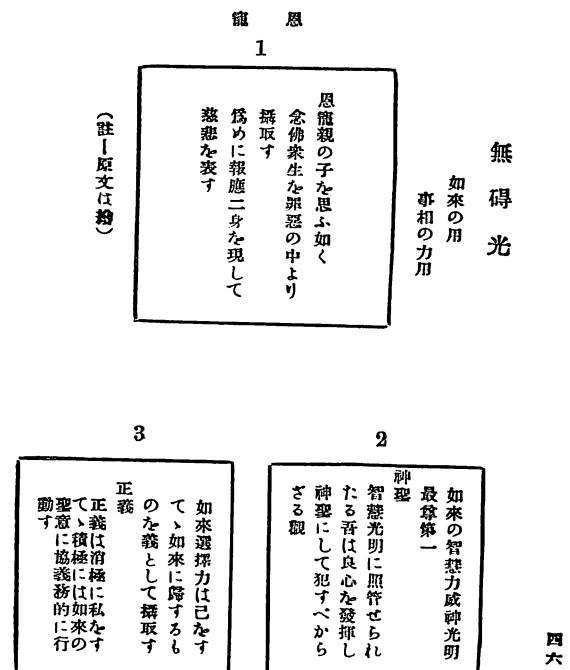 無碍光
如來の用
事相の力用
恩寵
1
恩寵親の子を思ふ如く
念佛衆生を罪惡の中より
攝取す
爲めに報應二身を現して
慈悲を表す
2
如來の智慧力威神光明
最尊第一
神聖
智慧光明に照管せられ
たる吾は良心を發揮し
神聖にして犯すべから
ざる觀
3
如來選擇力は己をす
てゝ如來に歸するも
のを義として攝取す
正義
正義は消極に私をす
てゝ積極には如來の
聖意に協義務的に行
動す
四六